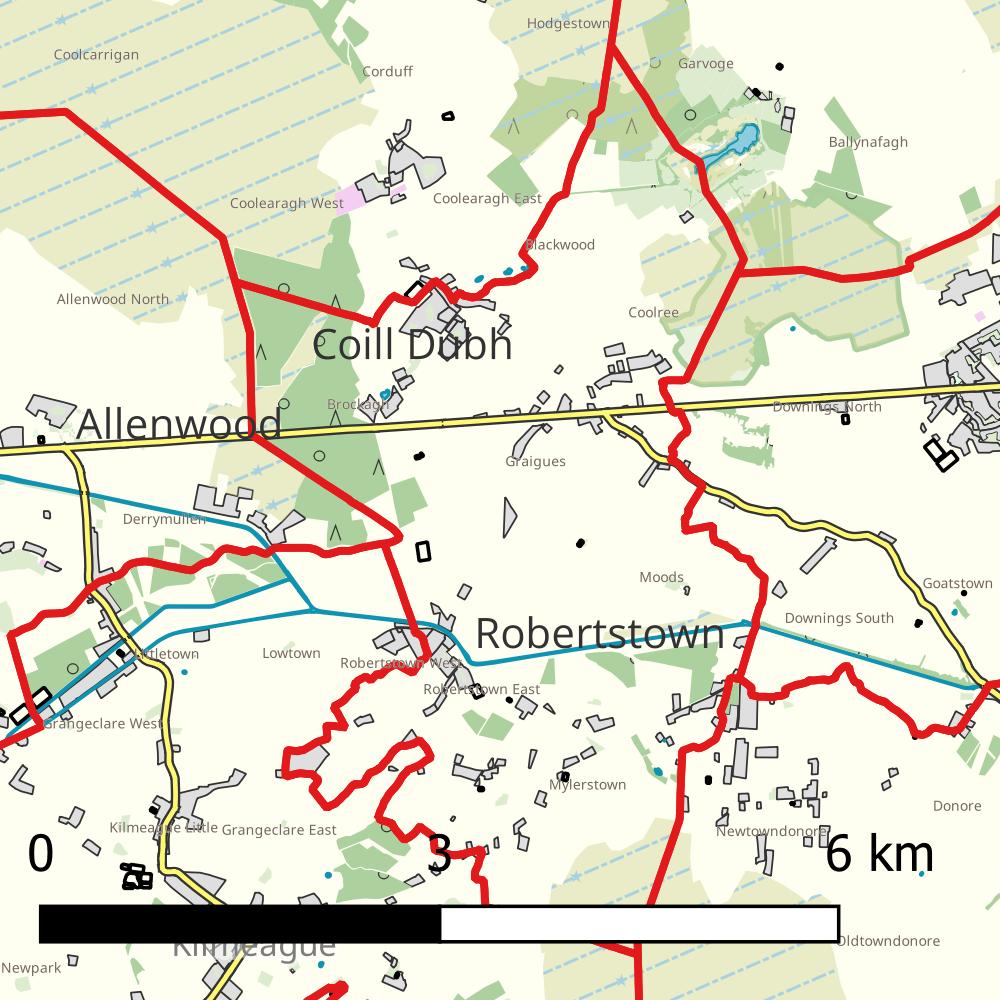 Hodgestown
Coolcarrigan
Garvoge
Corduff
Ballynafagh
Coolearagh East
Coolearagh West
Blackwood
Allenwood North
Coolree
Coill Dubh
Brockagh
Downings North
Allenwood
Graigues
Derrymullen
Moods
Goatstown
Downings South
Robertstown
Littletown
Lowtown
Robertstown West
Robertstown East
Grangeclare West
Mylerstown
Donore
Kilmeague Little
Grangeclare East
Newtowndonore
0 3 6 km
Oldtowndonore
Kilmeague
Newpark